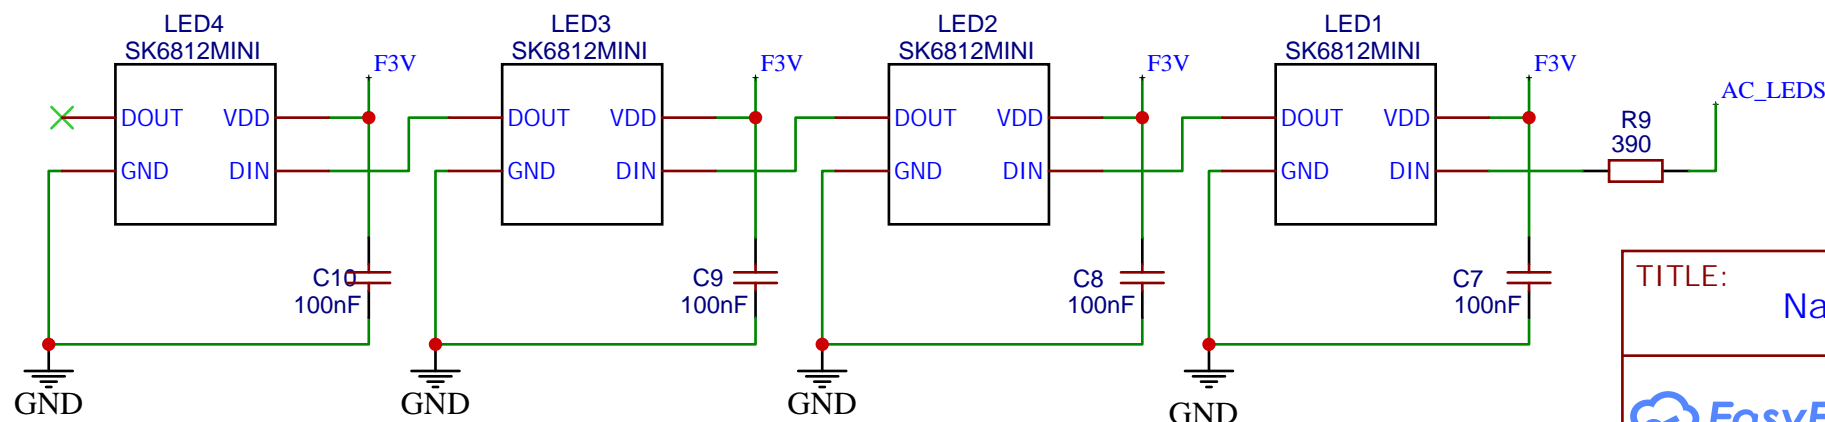 LED4
SK6812MINI
F3V
DOUT
VDD
GND
DIN
C10
100nF
GND
LED3
SK6812MINI
F3V
DOUT
VDD
GND
DIN
C9
100nF
GND
LED2
SK6812MINI
F3V
DOUT
VDD
GND
DIN
C8
100nF
GND
LED1
SK6812MINI
F3V
DOUT
VDD
GND
DIN
C7
100nF
GND
AC_LEDS
R9
390
TITLE: